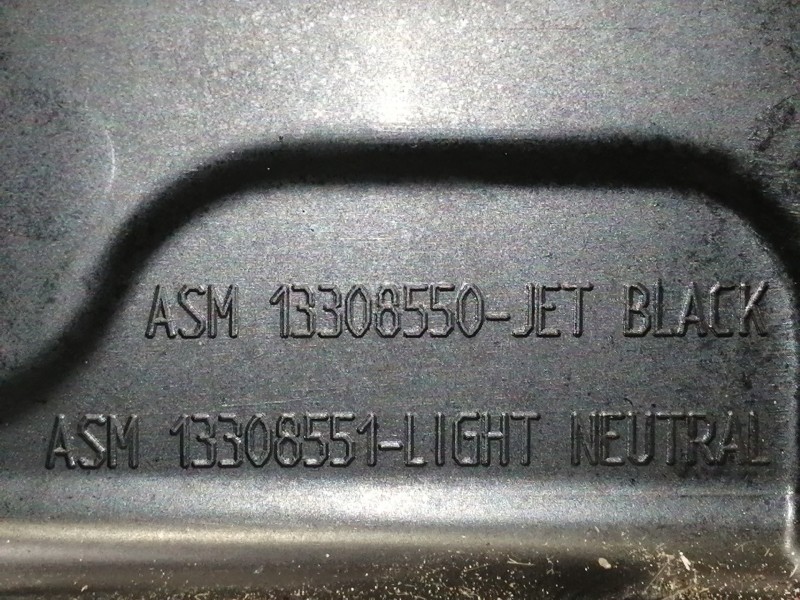 ASM 13308550-JET BLACK
ASM 13308551-LIGHT NEUTRAL